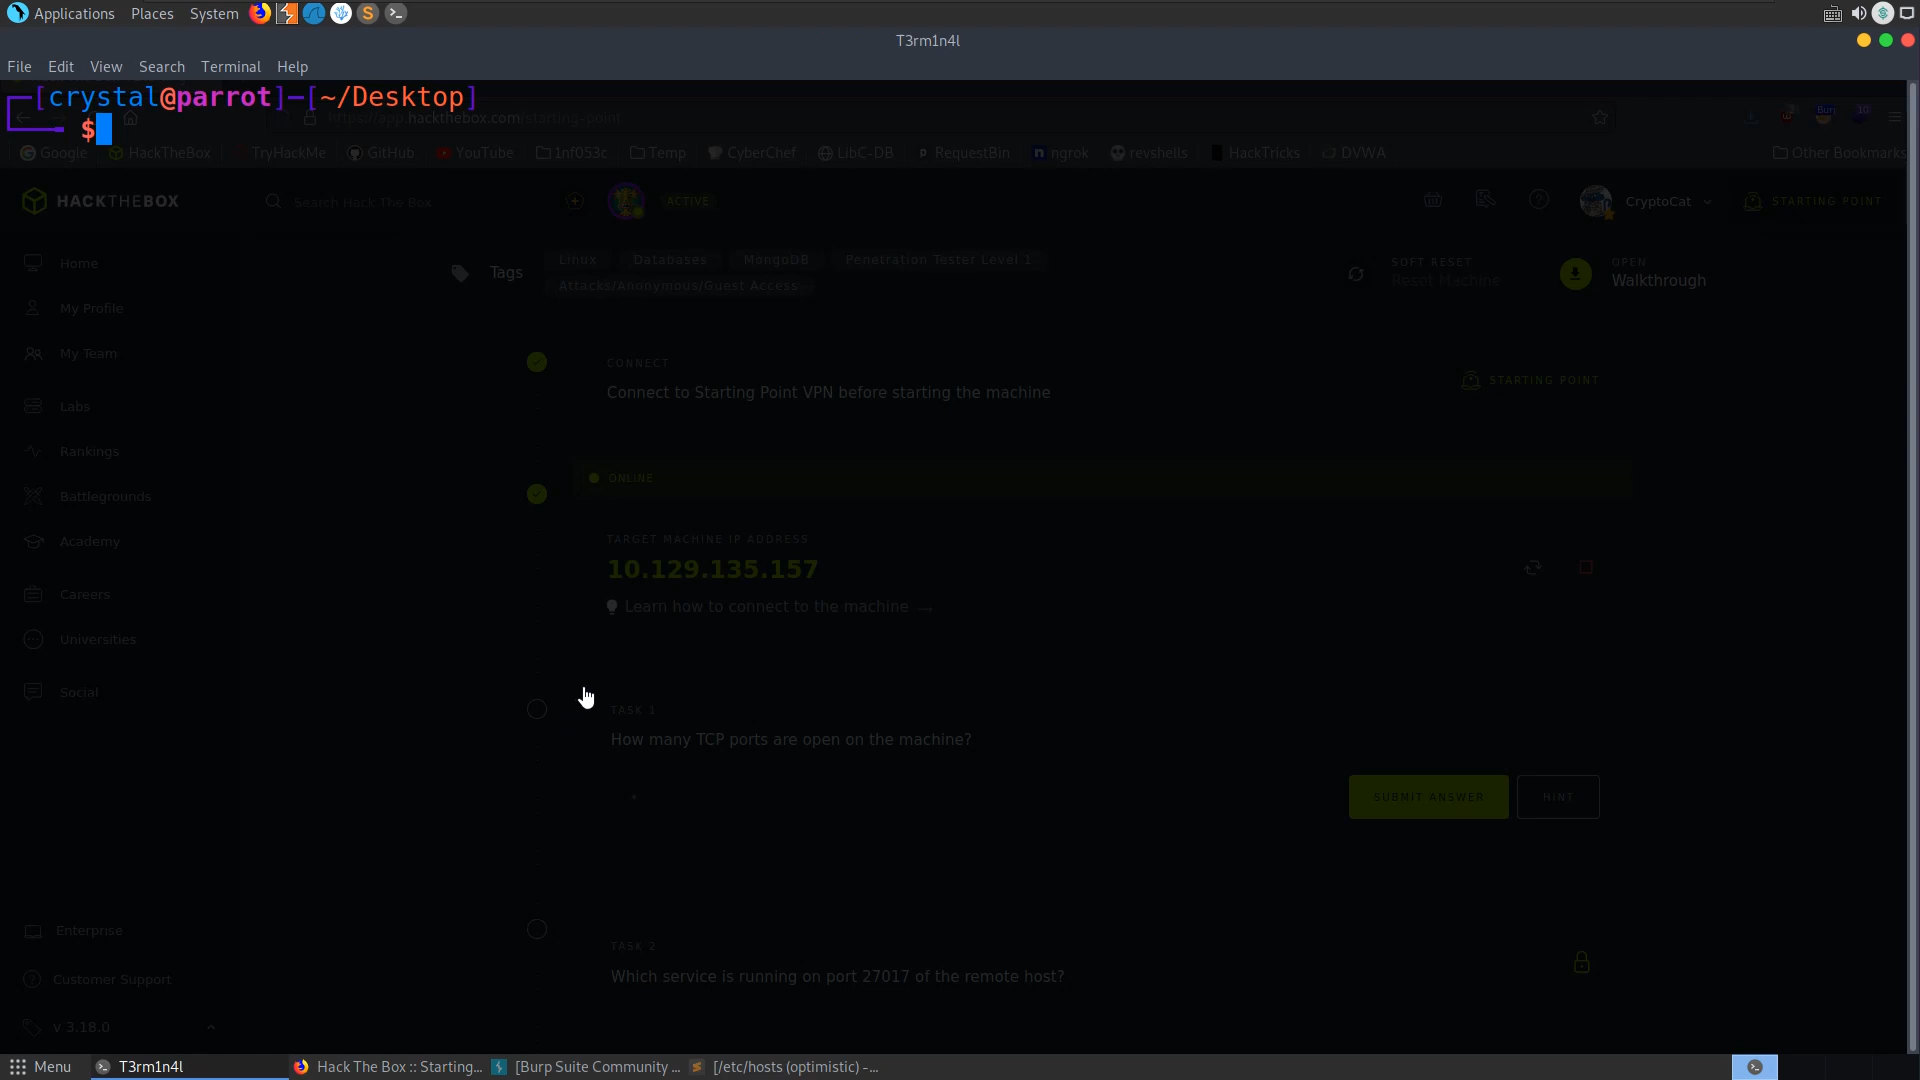 Applications Places System
T3rm1n4l
File Edit View Search Terminal Help
[crystal@parrot]-[~/Desktop]
$
https://app.hackthebox.com/starting-point
Google HackTheBox TryHackMe GitHub YouTube 1nf053c Temp CyberChef LibC-DB RequestBin ngrok revshells HackTricks DVWA Other Bookmarks
HACKTHEBOX Search Hack The Box ACTIVE CryptoCat STARTING POINT
Home
My Profile
My Team
Labs
Rankings
Battlegrounds
Academy
Careers
Universities
Social
Enterprise
Customer Support
v 3.18.0
Tags Linux Databases MongoDB Penetration Tester Level 1
Attacks/Anonymous/Guest Access
SOFT RESET
Reset Machine
OPEN
Walkthrough
CONNECT
Connect to Starting Point VPN before starting the machine
STARTING POINT
ONLINE
TARGET MACHINE IP ADDRESS
10.129.135.157
Learn how to connect to the machine →
TASK 1
How many TCP ports are open on the machine?
*
SUBMIT ANSWER HINT
TASK 2
Which service is running on port 27017 of the remote host?
Menu T3rm1n4l Hack The Box :: Starting... [Burp Suite Community ... [/etc/hosts (optimistic) -...